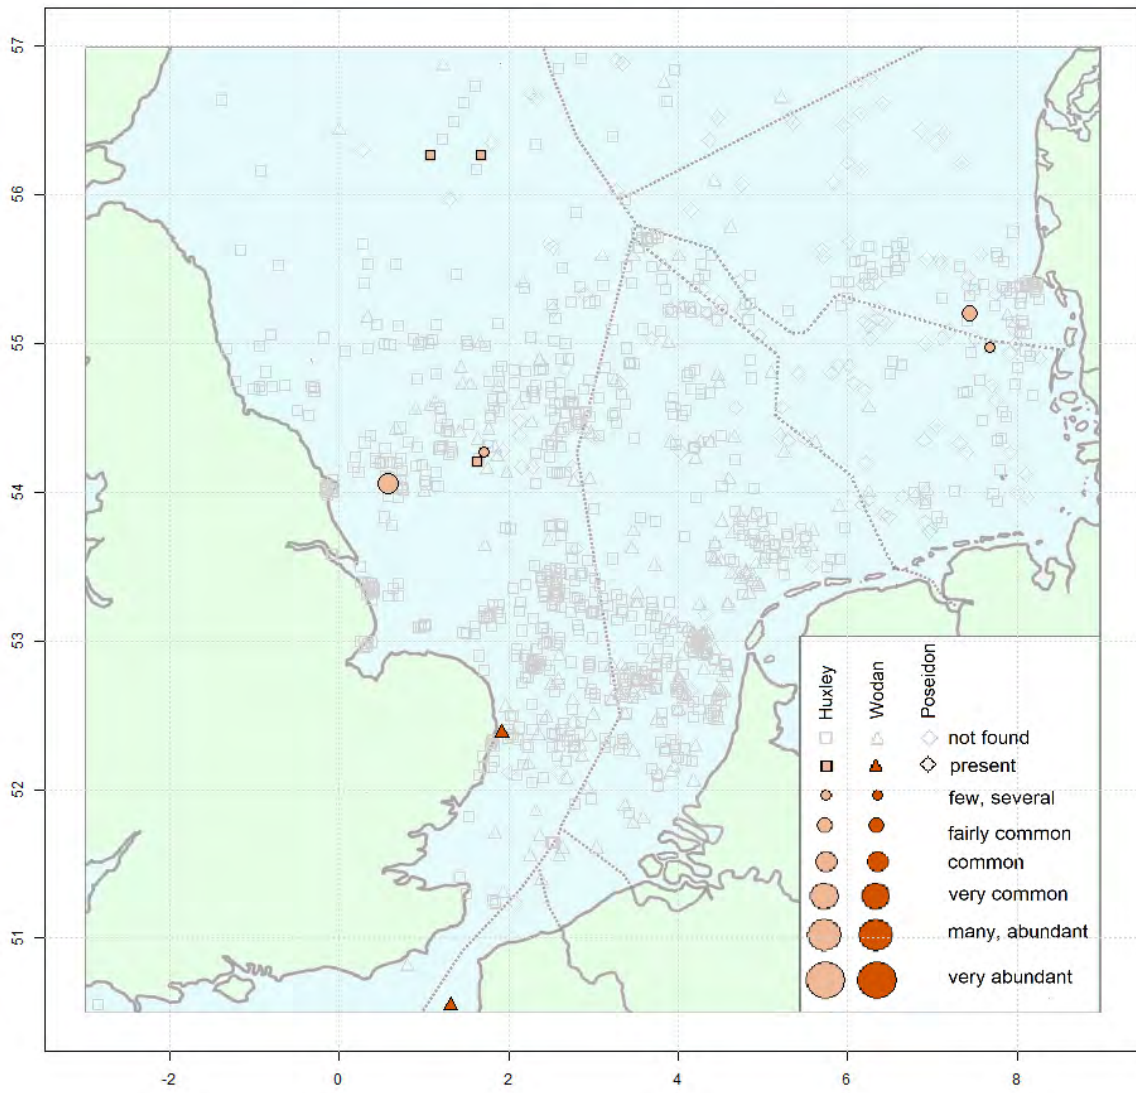 57
56
55
54
53
52
51
-2
0
2
4
6
8
Huxley
Wodan
Poseidon
not found
present
few, several
fairly common
common
very common
many, abundant
very abundant